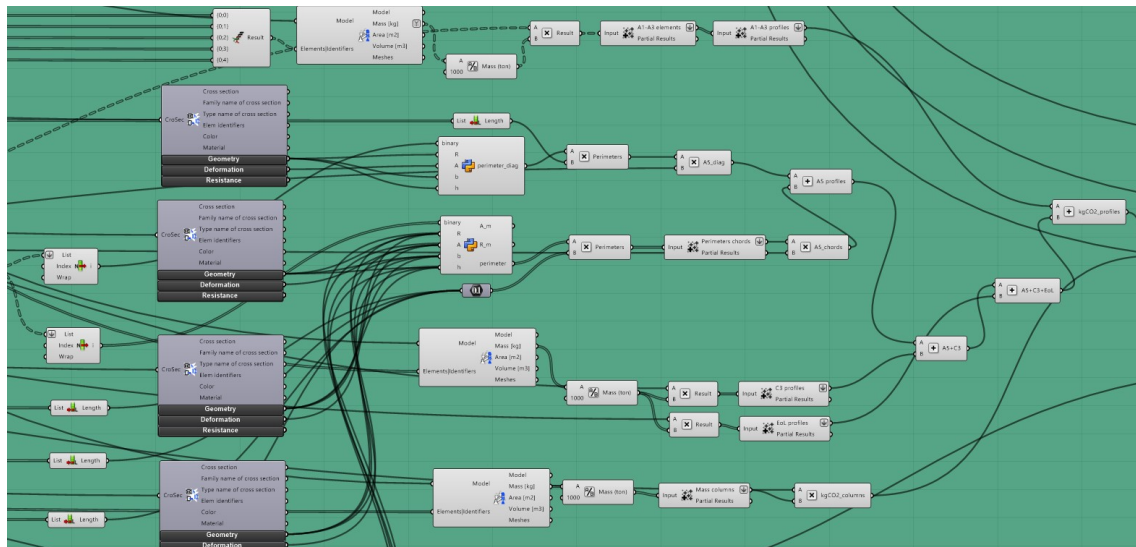 {0;0}
{0;1}
{0;2}
{0;3}
{0;4}
Result
Model
Elements|Identifiers
Model
Mass [kg]
Area [m2]
Volume [m3]
Meshes
A
1000
Mass (ton)
A
B
Result
Input
A1-A3 elements
Partial Results
Input
A1-A3 profiles
Partial Results
CroSec
Cross section
Family name of cross section
Type name of cross section
Elem identifiers
Color
Material
Geometry
Deformation
Resistance
List
Length
binary
R
A
b
h
perimeter_diag
A
B
Perimeters
A
B
A5_diag
A
B
A5 profiles
A
B
kgCO2_profiles
CroSec
Cross section
Family name of cross section
Type name of cross section
Elem identifiers
Color
Material
Geometry
Deformation
Resistance
List
Index
Wrap
i
binary
R
A
b
h
A_m
R_m
perimeter
A
B
Perimeters
Input
Perimeters chords
Partial Results
A
B
A5_chords
A
B
A5+C3+EoL
List
Index
Wrap
i
CroSec
Cross section
Family name of cross section
Type name of cross section
Elem identifiers
Color
Material
Geometry
Deformation
Resistance
Model
Elements|Identifiers
Model
Mass [kg]
Area [m2]
Volume [m3]
Meshes
A
1000
Mass (ton)
A
B
Result
Input
C3 profiles
Partial Results
A
B
A5+C3
A
B
Result
Input
EoL profiles
Partial Results
List
Length
List
Length
CroSec
Cross section
Family name of cross section
Type name of cross section
Elem identifiers
Color
Material
Geometry
Deformation
List
Length
Model
Elements|Identifiers
Model
Mass [kg]
Area [m2]
Volume [m3]
Meshes
A
1000
Mass (ton)
Input
Mass columns
Partial Results
A
B
kgCO2_columns